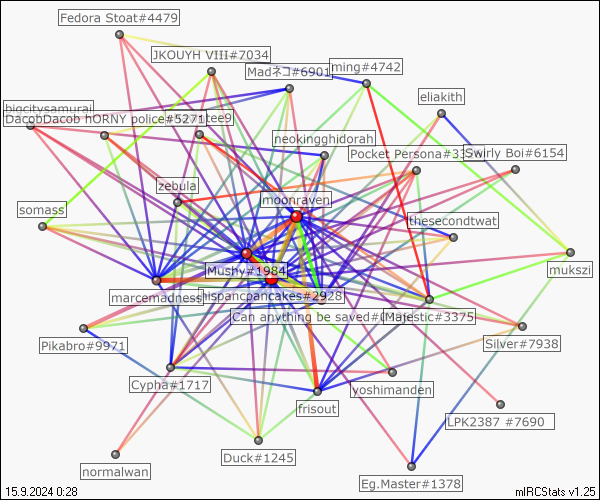 Fedora Stoat#4479
JKOUYH VIII#7034
ming#4742
Madネコ#6901
eliakith
bigcitysamurai
DacobDacob hORNY police#5271
tee9
neokingghidorah
Pocket Persona#33
Swirly Boi#6154
zebula
moonraven
somass
thesecondtwat
Mushy#1984
mukszi
marcemadness
hispancpancakes#2928
Can anything be saved#
(Majestic#3375
Pikabro#9971
Silver#7938
Cypha#1717
yoshimanden
frisout
LPK2387 #7690
Duck#1245
normalwan
Eg.Master#1378
15.9.2024 0:28
mIRCStats v1.25